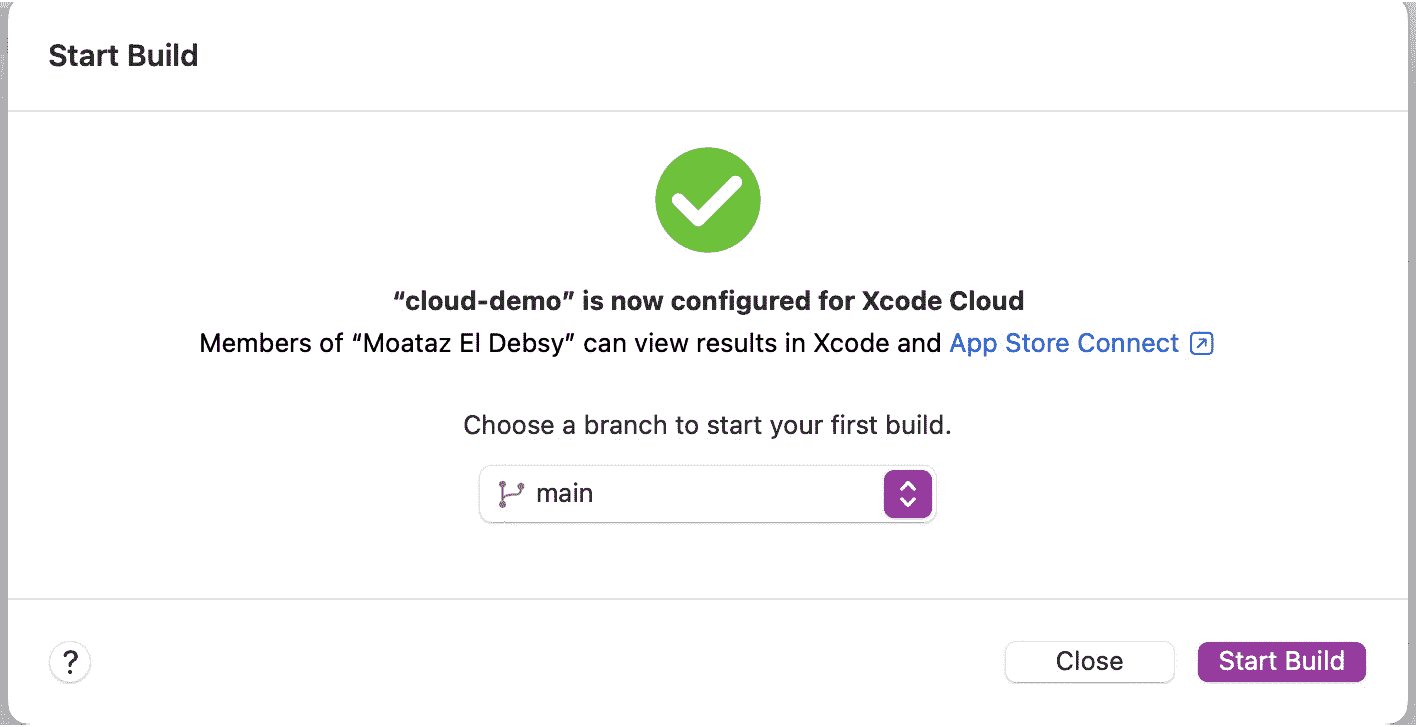 Start Build
“cloud-demo” is now configured for Xcode Cloud
Members of “Moataz El Debsy” can view results in Xcode and App Store Connect
Choose a branch to start your first build.
main
?
Close
Start Build